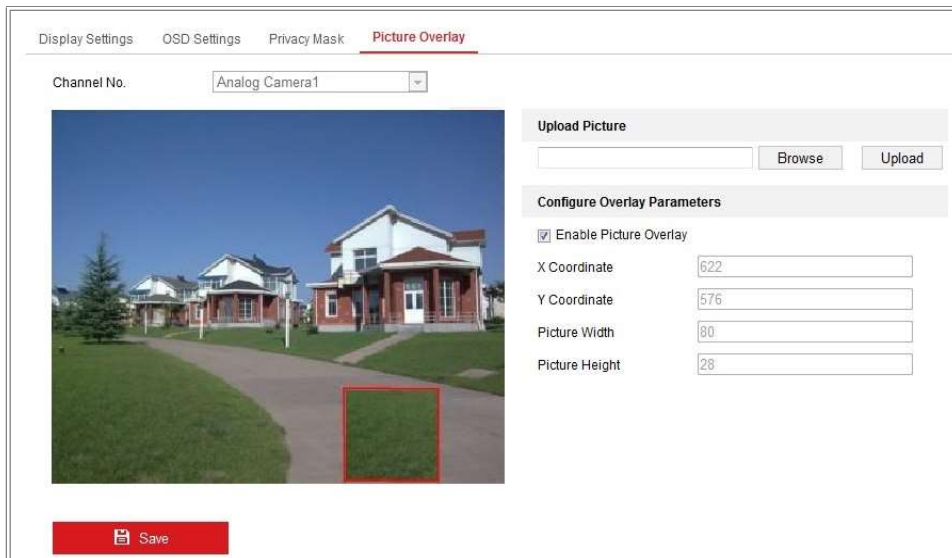 Display Settings OSD Settings Privacy Mask Picture Overlay
Channel No. Analog Camera1
Upload Picture
Browse Upload
Configure Overlay Parameters
Enable Picture Overlay
X Coordinate 622
Y Coordinate 576
Picture Width 80
Picture Height 28
Save